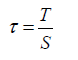 τ = T/S